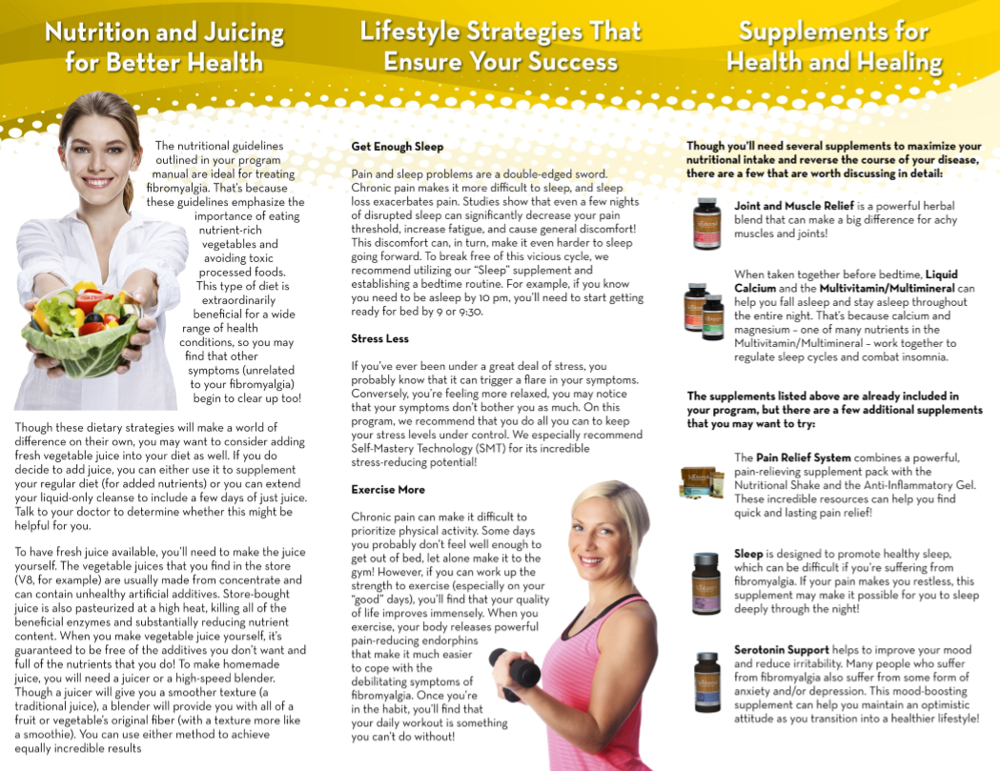 Nutrition and Juicing
for Better Health
The nutritional guidelines
outlined in your program
manual are ideal for treating
fibromyalgia. That's because
these guidelines emphasize the
importance of eating
nutrient-rich
vegetables and
avoiding toxic
processed foods.
This type of diet is
extraordinarily
beneficial for a wide
range of health
conditions, so you may
find that other
symptoms (unrelated
to your fibromyalgia)
begin to clear up too!
Though these dietary strategies will make a world of
difference on their own, you may want to consider adding
fresh vegetable juice into your diet as well. If you do
decide to add juice, you can either use it to supplement
your regular diet (for added nutrients) or you can extend
your liquid-only cleanse to include a few days of just juice.
Talk to your doctor to determine whether this might be
helpful for you.
To have fresh juice available, you'll need to make the juice
yourself. The vegetable juices that you find in the store
(V8, for example) are usually made from concentrate and
can contain unhealthy artificial additives. Store-bought
juice is also pasteurized at a high heat, killing all of the
beneficial enzymes and substantially reducing nutrient
content. When you make vegetable juice yourself, it's
guaranteed to be free of the additives you don't want and
full of the nutrients that you do! To make homemade
juice, you will need a juicer or a high-speed blender.
Though a juicer will give you a smoother texture (a
traditional juice), a blender will provide you with all of a
fruit or vegetable's original fiber (with a texture more like
a smoothie). You can use either method to achieve
equally incredible results
Lifestyle Strategies That
Ensure Your Success
Get Enough Sleep
Pain and sleep problems are a double-edged sword.
Chronic pain makes it more difficult to sleep, and sleep
loss exacerbates pain. Studies show that even a few nights
of disrupted sleep can significantly decrease your pain
threshold, increase fatigue, and cause general discomfort!
This discomfort can, in turn, make it even harder to sleep
going forward. To break free of this vicious cycle, we
recommend utilizing our "Sleep" supplement and
establishing a bedtime routine. For example, if you know
you need to be asleep by 10 pm, you'll need to start getting
ready for bed by 9 or 9:30.
Stress Less
If you've ever been under a great deal of stress, you
probably know that it can trigger a flare in your symptoms.
Conversely, you're feeling more relaxed, you may notice
that your symptoms don't bother you as much. On this
program, we recommend that you do all you can to keep
your stress levels under control. We especially recommend
Self-Mastery Technology (SMT) for its incredible
stress-reducing potential!
Exercise More
Chronic pain can make it difficult to
prioritize physical activity. Some days
you probably don't feel well enough to
get out of bed, let alone make it to the
gym! However, if you can work up the
strength to exercise (especially on your
"good" days), you'll find that your quality
of life improves immensely. When you
exercise, your body releases powerful
pain-reducing endorphins
that make it much easier
to cope with the
debilitating symptoms of
fibromyalgia. Once you're
in the habit, you'll find that
your daily workout is something
you can't do without!
Supplements for
Health and Healing
Though you'll need several supplements to maximize your
nutritional intake and reverse the course of your disease,
there are a few that are worth discussing in detail:
Joint and Muscle Relief is a powerful herbal
blend that can make a big difference for achy
muscles and joints!
When taken together before bedtime, Liquid
Calcium and the Multivitamin/Multimineral can
help you fall asleep and stay asleep throughout
the entire night. That's because calcium and
magnesium – one of many nutrients in the
Multivitamin/Multimineral – work together to
regulate sleep cycles and combat insomnia.
The supplements listed above are already included in
your program, but there are a few additional supplements
that you may want to try:
The Pain Relief System combines a powerful,
pain-relieving supplement pack with the
Nutritional Shake and the Anti-Inflammatory Gel.
These incredible resources can help you find
quick and lasting pain relief!
Sleep is designed to promote healthy sleep,
which can be difficult if you're suffering from
fibromyalgia. If your pain makes you restless, this
supplement may make it possible for you to sleep
deeply through the night!
Serotonin Support helps to improve your mood
and reduce irritability. Many people who suffer
from fibromyalgia also suffer from some form of
anxiety and/or depression. This mood-boosting
supplement can help you maintain an optimistic
attitude as you transition into a healthier lifestyle!